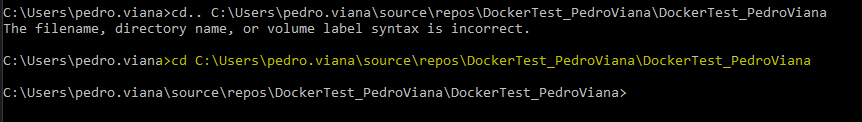 C:\Users\pedro.viana>cd.. C:\Users\pedro.viana\source\repos\DockerTest_PedroViana\DockerTest_PedroViana
The filename, directory name, or volume label syntax is incorrect.
C:\Users\pedro.viana>cd C:\Users\pedro.viana\source\repos\DockerTest_PedroViana\DockerTest_PedroViana
C:\Users\pedro.viana\source\repos\DockerTest_PedroViana\DockerTest_PedroViana>